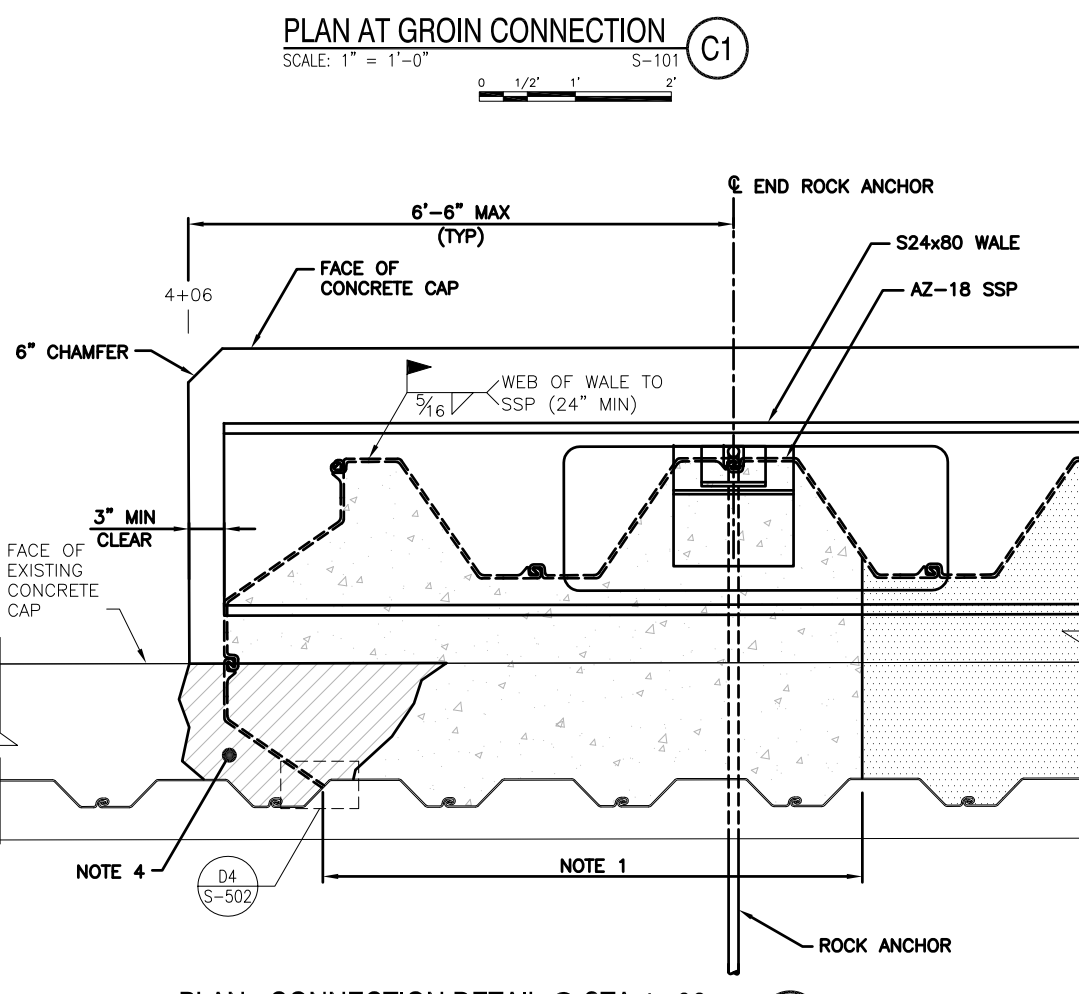 PLAN AT GROIN CONNECTION
C1
SCALE: 1" = 1'-0"
S-101
0 1/2' 1' 2'
℄ END ROCK ANCHOR
6'-6" MAX
(TYP)
S24x80 WALE
FACE OF
CONCRETE CAP
4+06
AZ-18 SSP
6" CHAMFER
WEB OF WALE TO
SSP (24" MIN)
5/16
3" MIN
CLEAR
FACE OF
EXISTING
CONCRETE
CAP
NOTE 4
NOTE 1
D4
S-502
ROCK ANCHOR